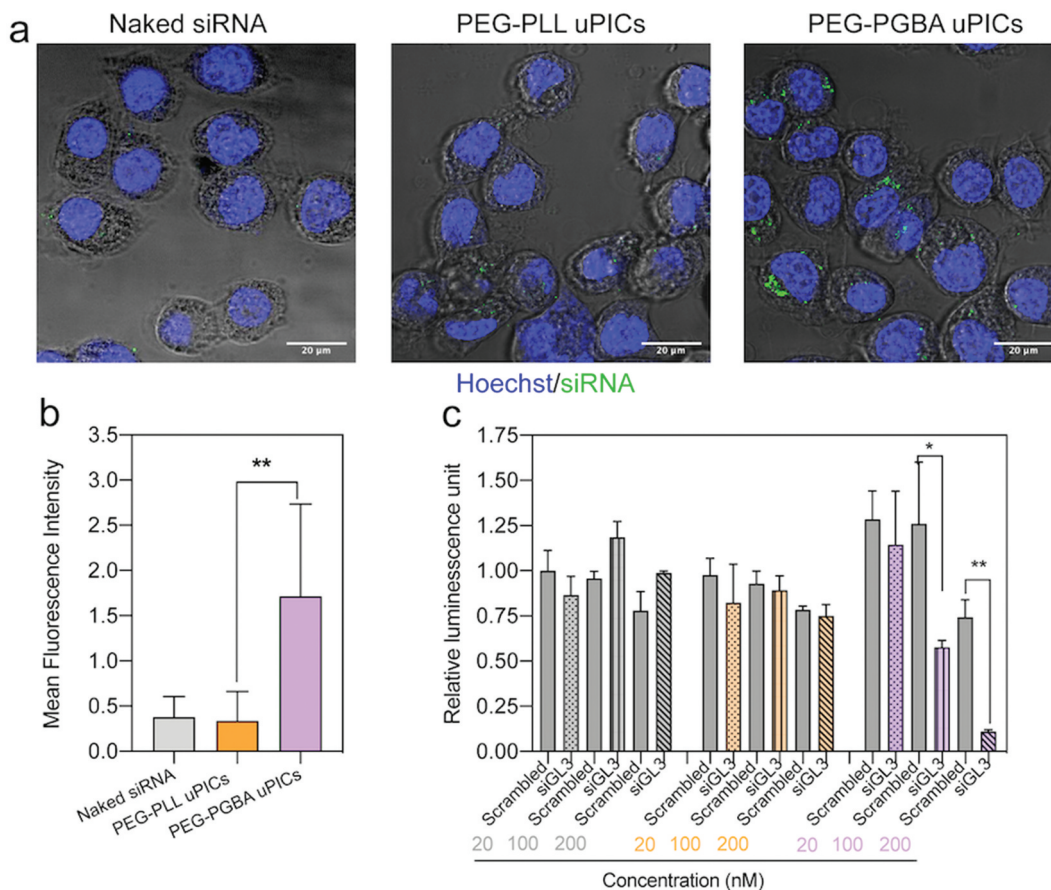 a
Naked siRNA
PEG-PLL uPICs
PEG-PGBA uPICs
20 μm
20 μm
20 μm
Hoechst/siRNA
b
3.5
3.0
2.5
2.0
1.5
1.0
0.5
0.0
Mean Fluorescence Intensity
**
Naked siRNA
PEG-PLL uPICs
PEG-PGBA uPICs
c
1.75
1.50
1.25
1.00
0.75
0.50
0.25
0.00
Relative luminesscence unit
*
**
Scrambled
siGL3
Scrambled
siGL3
Scrambled
siGL3
Scrambled
siGL3
Scrambled
siGL3
Scrambled
siGL3
Scrambled
siGL3
Scrambled
siGL3
Scrambled
siGL3
20 100 200 20 100 200 20 100 200
Concentration (nM)